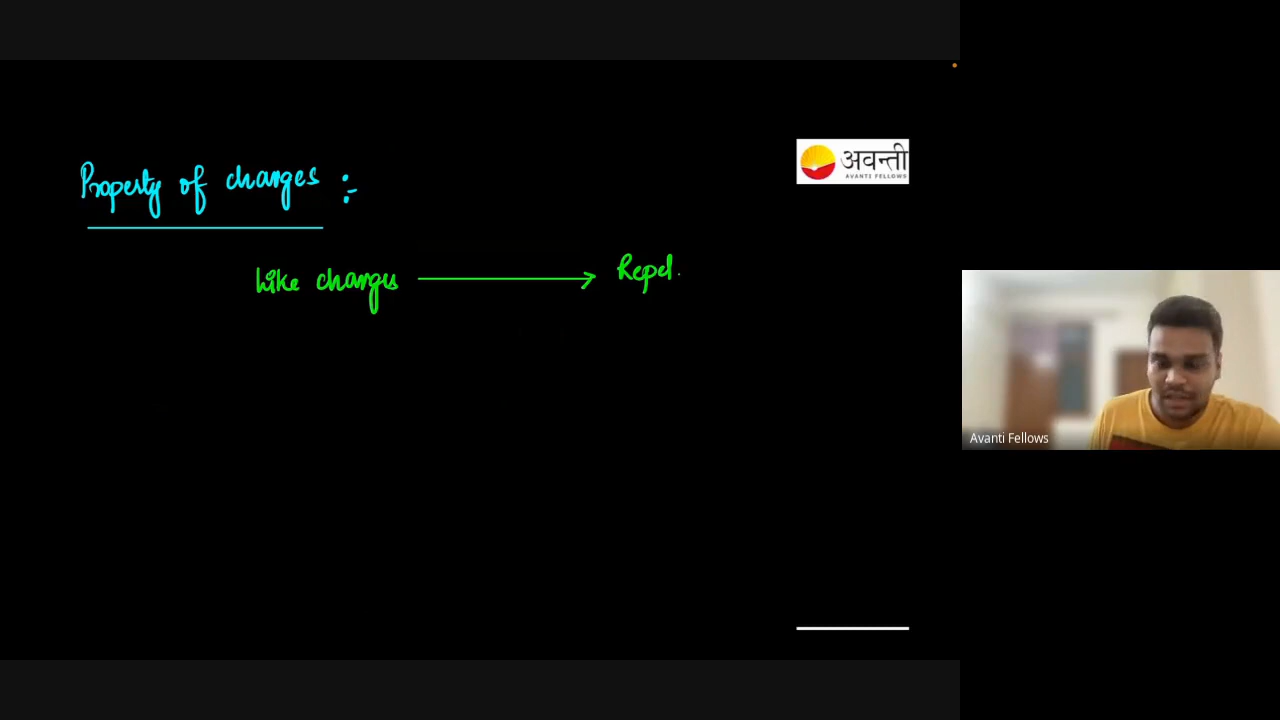 Property of charges :-
अवन्ती
AVANTI FELLOWS
Like charges → Repel.
Avanti Fellows